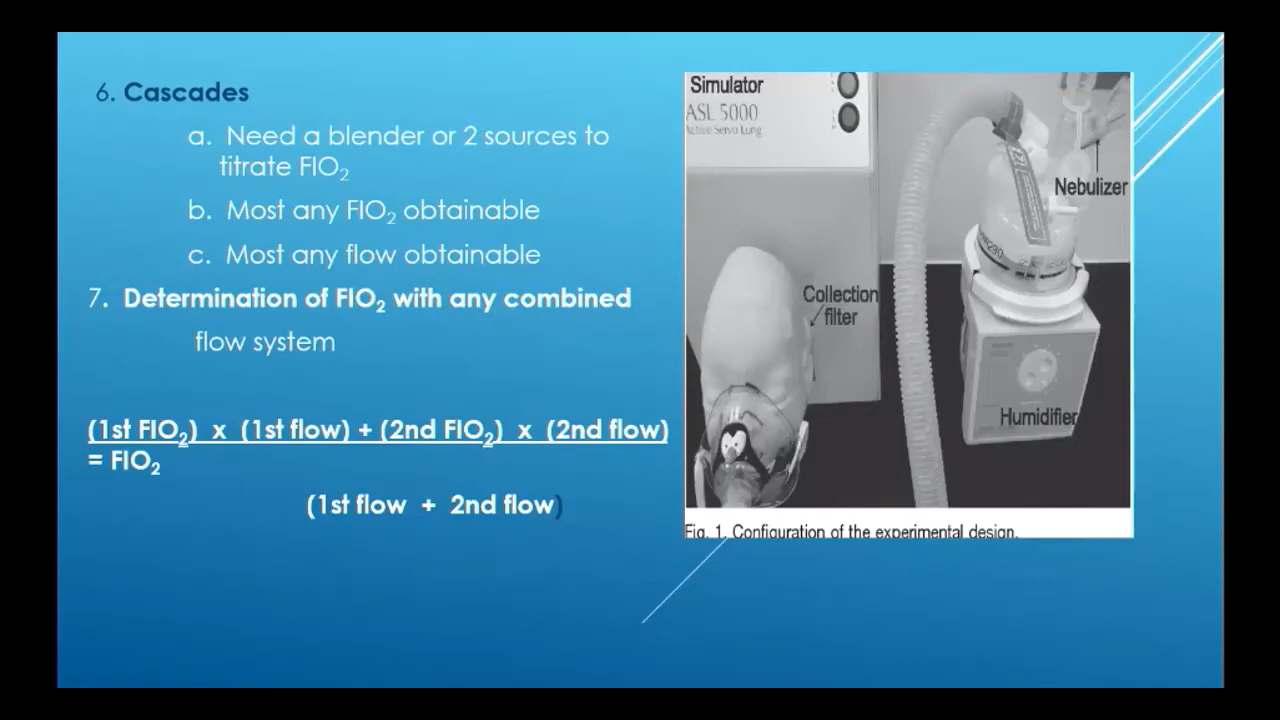 6. Cascades
a. Need a blender or 2 sources to
titrate FIO₂
b. Most any FIO₂ obtainable
c. Most any flow obtainable
7. Determination of FIO₂ with any combined
flow system
(1st FIO₂) x (1st flow) + (2nd FIO₂) x (2nd flow)
= FIO₂
(1st flow + 2nd flow)
Simulator
ASL 5000
Active Servo Lung
Nebulizer
Collection
filter
Humidifier
Fig. 1. Configuration of the experimental design.